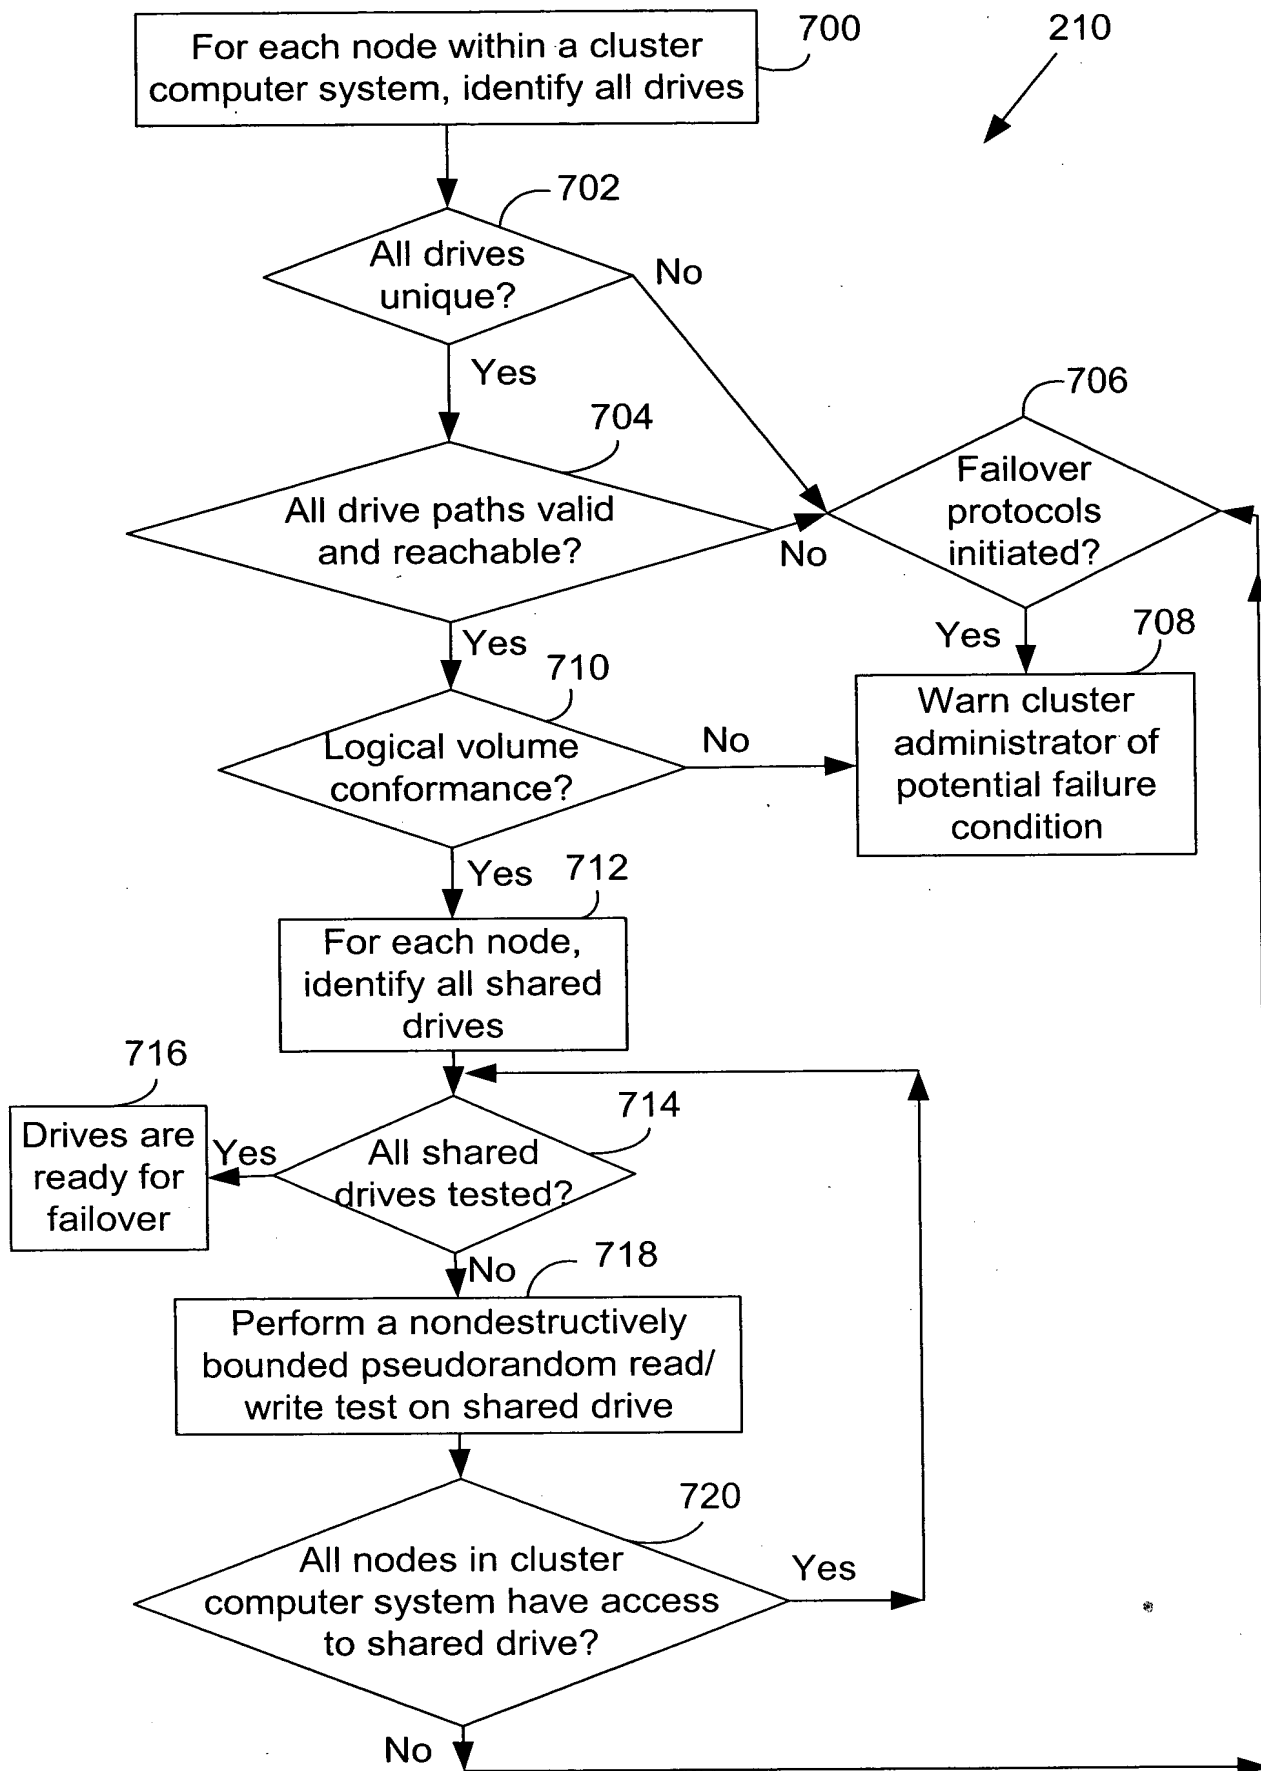 For each node within a cluster
computer system, identify all drives
700
210
702
All drives
unique?
No
Yes
704
All drive paths valid
and reachable?
No
706
Failover
protocols
initiated?
Yes
Yes
708
Warn cluster
administrator of
potential failure
condition
710
Logical volume
conformance?
No
Yes
712
For each node,
identify all shared
drives
716
Drives are
ready for
failover
Yes
714
All shared
drives tested?
No
718
Perform a nondestructively
bounded pseudorandom read/
write test on shared drive
720
All nodes in cluster
computer system have access
to shared drive?
Yes
No